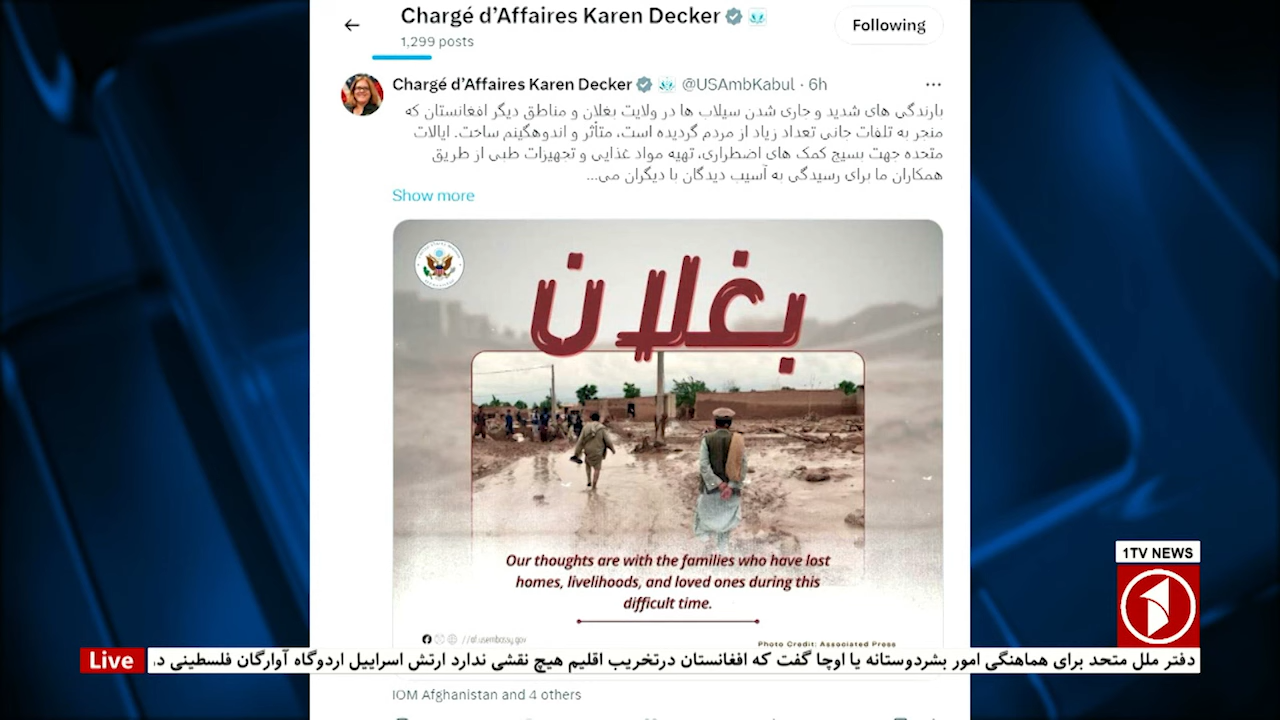 Chargé d'Affaires Karen Decker
1,299 posts
Following
Chargé d'Affaires Karen Decker @USAmbKabul · 6h
بارندگی های شدید و جاری شدن سیلاب ها در ولایت بغلان و مناطق دیگر افغانستان که
منجر به تلفات جانی تعداد زیاد از مردم گردیده است، متأثر و اندوهگینم ساخت. ایالات
متحده جهت بسیج کمک های اضطراری، تهیه مواد غذایی و تجهیزات طبی از طریق
همکاران ما برای رسیدگی به آسیب دیدگان با دیگران می...
Show more
بغلان
Our thoughts are with the families who have lost
homes, livelihoods, and loved ones during this
difficult time.
//af.usembassy.gov
Photo Credit: Associated Press
1TV NEWS
Live
دفتر ملل متحد برای هماهنگی امور بشردوستانه یا اوچا گفت که افغانستان درتخریب اقلیم هیچ نقشی ندارد ارتش اسراییل اردوگاه آوارگان فلسطینی د
IOM Afghanistan and 4 others